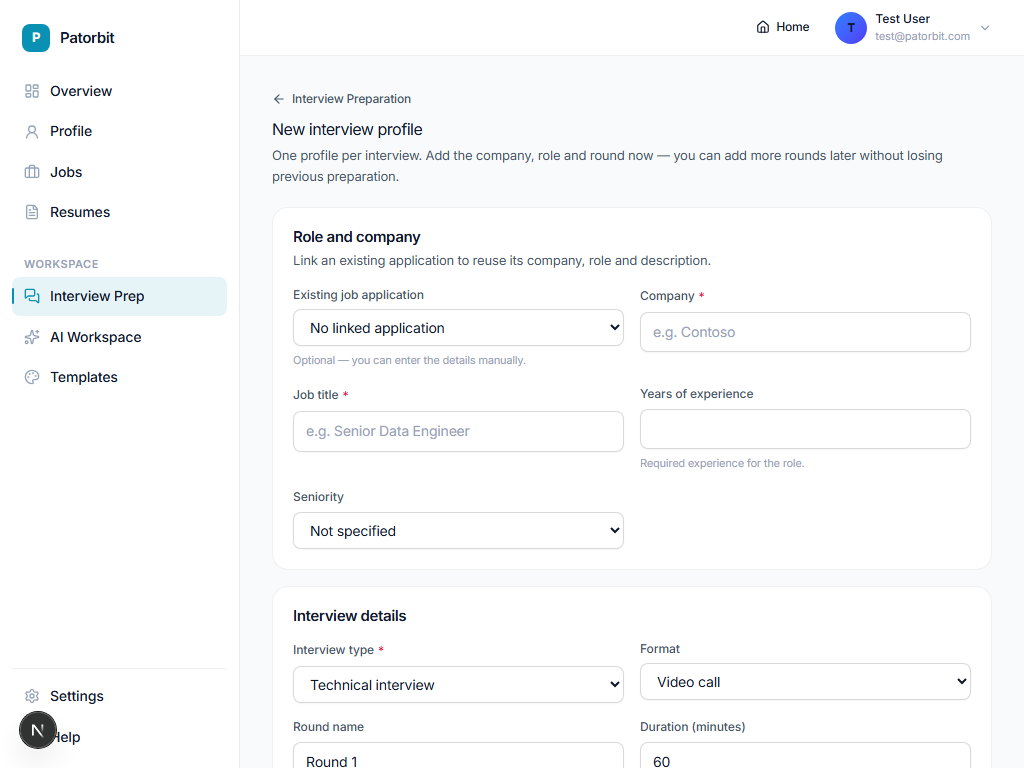 P Patorbit
Home
T
Test User
test@patorbit.com
Overview
Profile
Jobs
Resumes
WORKSPACE
Interview Prep
AI Workspace
Templates
Settings
N
Help
Interview Preparation
New interview profile
One profile per interview. Add the company, role and round now — you can add more rounds later without losing
previous preparation.
Role and company
Link an existing application to reuse its company, role and description.
Existing job application
No linked application
Optional — you can enter the details manually.
Company *
e.g. Contoso
Job title *
e.g. Senior Data Engineer
Years of experience
Required experience for the role.
Seniority
Not specified
Interview details
Interview type *
Technical interview
Format
Video call
Round name
Round 1
Duration (minutes)
60